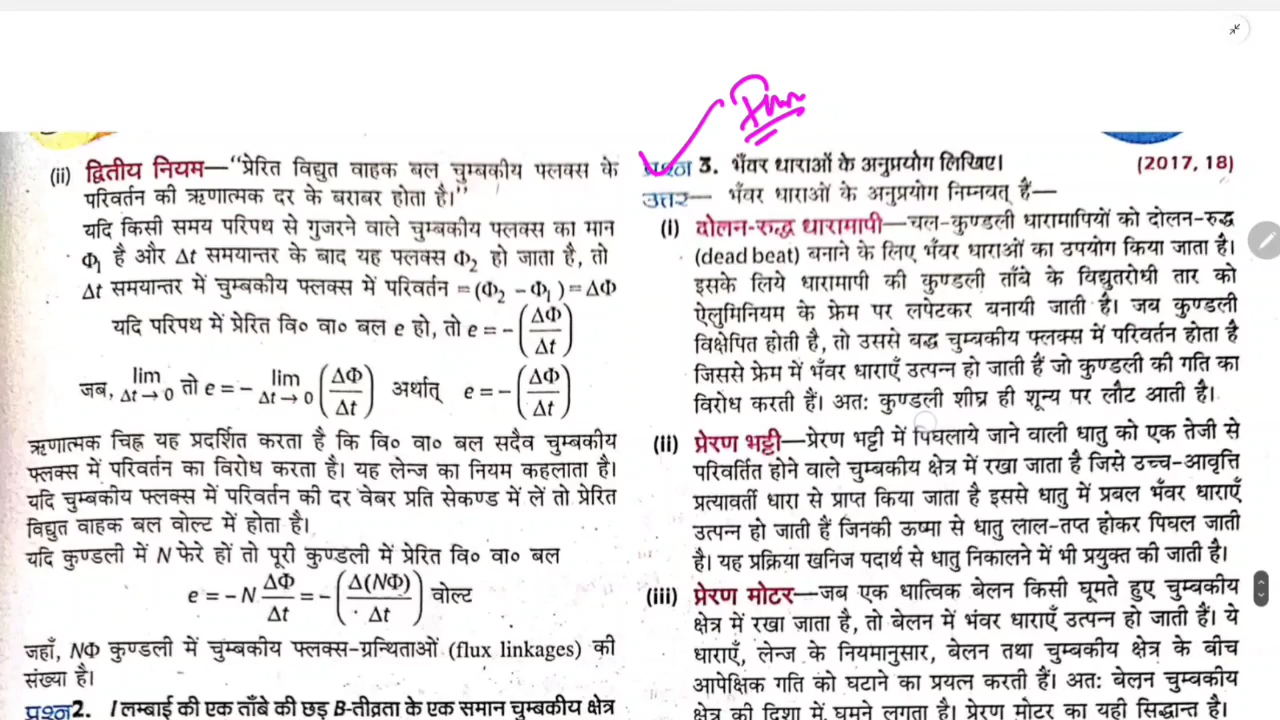 (ii) द्वितीय नियम—“प्रेरित विद्युत वाहक बल चुम्बकीय फ्लक्स के
परिवर्तन की ऋणात्मक दर के बराबर होता है।”
यदि किसी समय परिपथ से गुजरने वाले चुम्बकीय फ्लक्स का मान
Φ₁ है और Δt समयान्तर के बाद यह फ्लक्स Φ₂ हो जाता है, तो
Δt समयान्तर में चुम्बकीय फ्लक्स में परिवर्तन = (Φ₂ − Φ₁) = ΔΦ
यदि परिपथ में प्रेरित वि० वा० बल e हो, तो e = − (ΔΦ/Δt)
जब, lim Δt→0 तो e = − lim Δt→0 (ΔΦ/Δt) अर्थात् e = − (ΔΦ/Δt)
ऋणात्मक चिह्न यह प्रदर्शित करता है कि वि० वा० बल सदैव चुम्बकीय
फ्लक्स में परिवर्तन का विरोध करता है। यह लेन्ज का नियम कहलाता है।
यदि चुम्बकीय फ्लक्स में परिवर्तन की दर वेबर प्रति सेकण्ड में लें तो प्रेरित
विद्युत वाहक बल वोल्ट में होता है।
यदि कुण्डली में N फेरे हों तो पूरी कुण्डली में प्रेरित वि० वा० बल
e = − N ΔΦ/Δt = − (Δ(NΦ)/Δt) वोल्ट
जहाँ, NΦ कुण्डली में चुम्बकीय फ्लक्स-ग्रन्थिताओं (flux linkages) की
संख्या है।
प्रश्न2. l लम्बाई की एक ताँबे की छड़ B-तीव्रता के एक समान चुम्बकीय क्षेत्र
प्रश्न 3. भँवर धाराओं के अनुप्रयोग लिखिए। (2017, 18)
उत्तर— भँवर धाराओं के अनुप्रयोग निम्नवत् हैं—
(i) दोलन-रुद्ध धारामापी—चल-कुण्डली धारामापियों को दोलन-रुद्ध
(dead beat) बनाने के लिए भँवर धाराओं का उपयोग किया जाता है।
इसके लिये धारामापी की कुण्डली ताँबे के विद्युतरोधी तार को
ऐलुमिनियम के फ्रेम पर लपेटकर बनायी जाती है। जब कुण्डली
विक्षेपित होती है, तो उससे बद्ध चुम्बकीय फ्लक्स में परिवर्तन होता है
जिससे फ्रेम में भँवर धाराएँ उत्पन्न हो जाती हैं जो कुण्डली की गति का
विरोध करती हैं। अतः कुण्डली शीघ्र ही शून्य पर लौट आती है।
(ii) प्रेरण भट्टी—प्रेरण भट्टी में पिघलाये जाने वाली धातु को एक तेजी से
परिवर्तित होने वाले चुम्बकीय क्षेत्र में रखा जाता है जिसे उच्च-आवृत्ति
प्रत्यावर्ती धारा से प्राप्त किया जाता है इससे धातु में प्रबल भँवर धाराएँ
उत्पन्न हो जाती हैं जिनकी ऊष्मा से धातु लाल-तप्त होकर पिघल जाती
है। यह प्रक्रिया खनिज पदार्थ से धातु निकालने में भी प्रयुक्त की जाती है।
(iii) प्रेरण मोटर—जब एक धात्विक बेलन किसी घूमते हुए चुम्बकीय
क्षेत्र में रखा जाता है, तो बेलन में भंवर धाराएँ उत्पन्न हो जाती हैं। ये
धाराएँ, लेन्ज के नियमानुसार, बेलन तथा चुम्बकीय क्षेत्र के बीच
आपेक्षिक गति को घटाने का प्रयत्न करती हैं। अतः बेलन चुम्बकीय
क्षेत्र की दिशा में घूमने लगता है। प्रेरण मोटर का यही सिद्धान्त है।